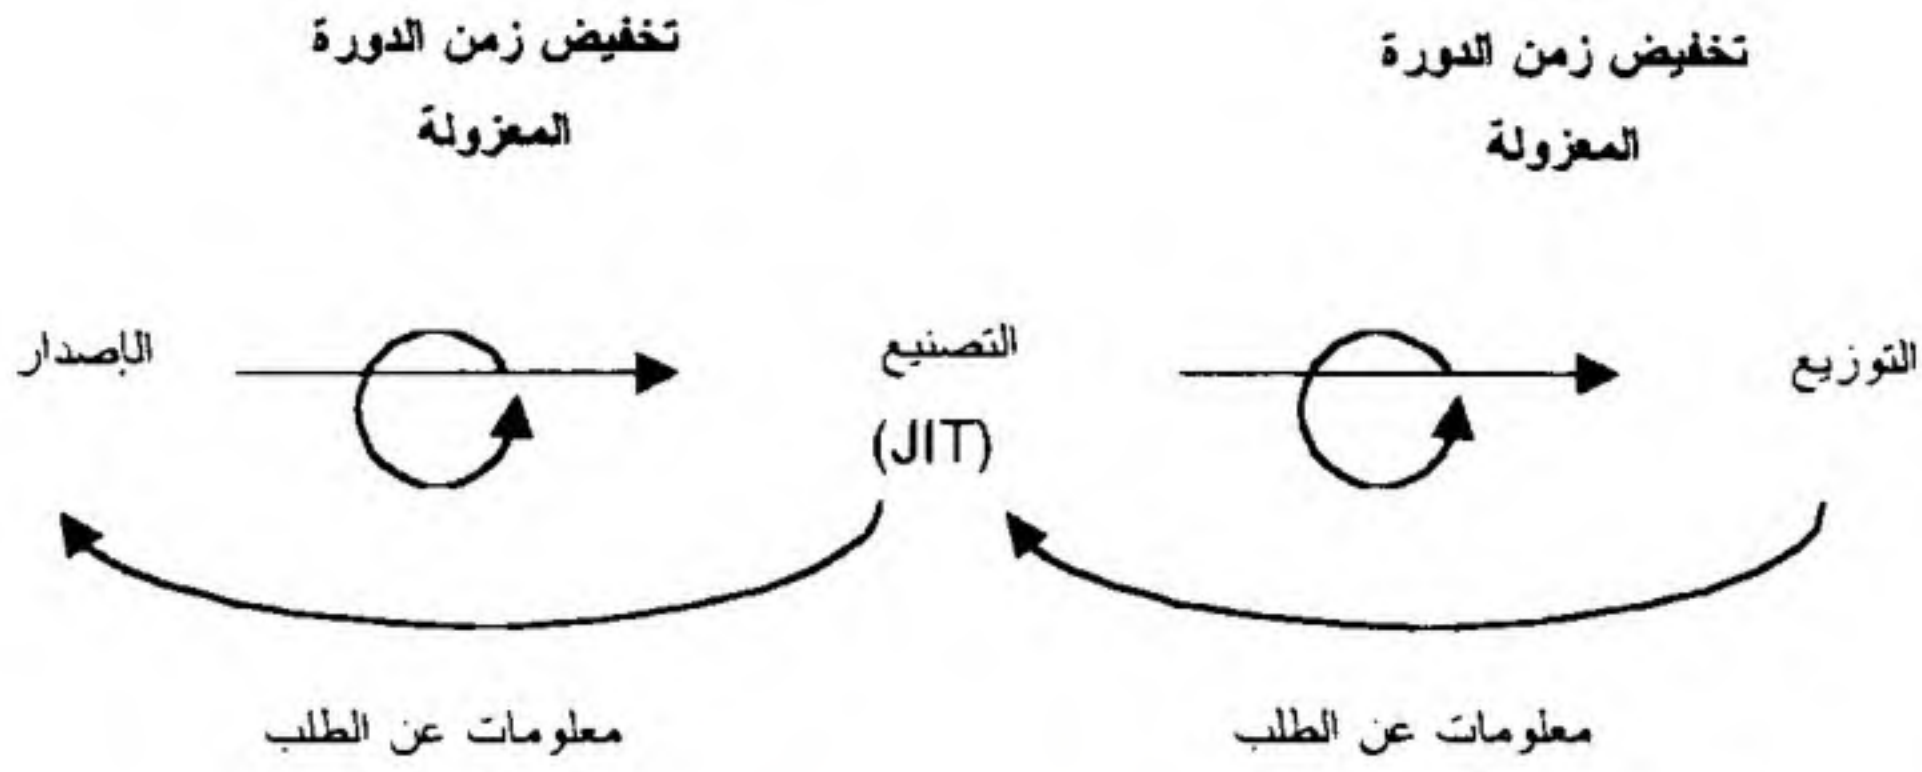 تخفيض زمن الدورة
المعزولة
تخفيض زمن الدورة
المعزولة
الإصدار
التصنيع
(JIT)
التوزيع
معلومات عن الطلب
معلومات عن الطلب